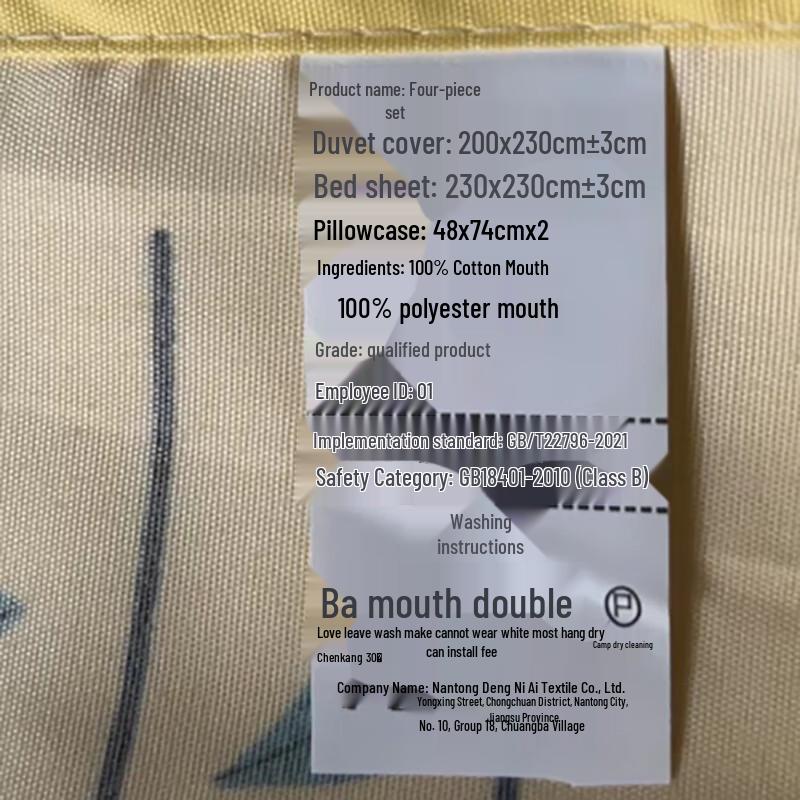 Product name: Four-piece
set
Duvet cover: 200x230cm±3cm
Bed sheet: 230x230cm±3cm
Pillowcase: 48x74cmx2
Ingredients: 100% Cotton Mouth
100% polyester mouth
Grade: qualified product
Employee ID: 01
Implementation standard: GB/T22796-2021
Safety Category: GB18401-2010 (Class B)
Washing
instructions
Ba mouth double
P
Love leave wash make cannot wear white most hang dry
can install fee
Camp dry cleaning
Chenkang
Company Name: Nantong Deng Ni Ai Textile Co., Ltd.
Yongxing Street, Chongchuan District, Nantong City,
Jiangsu Province
No. 10, Group 18, Chuangba Village